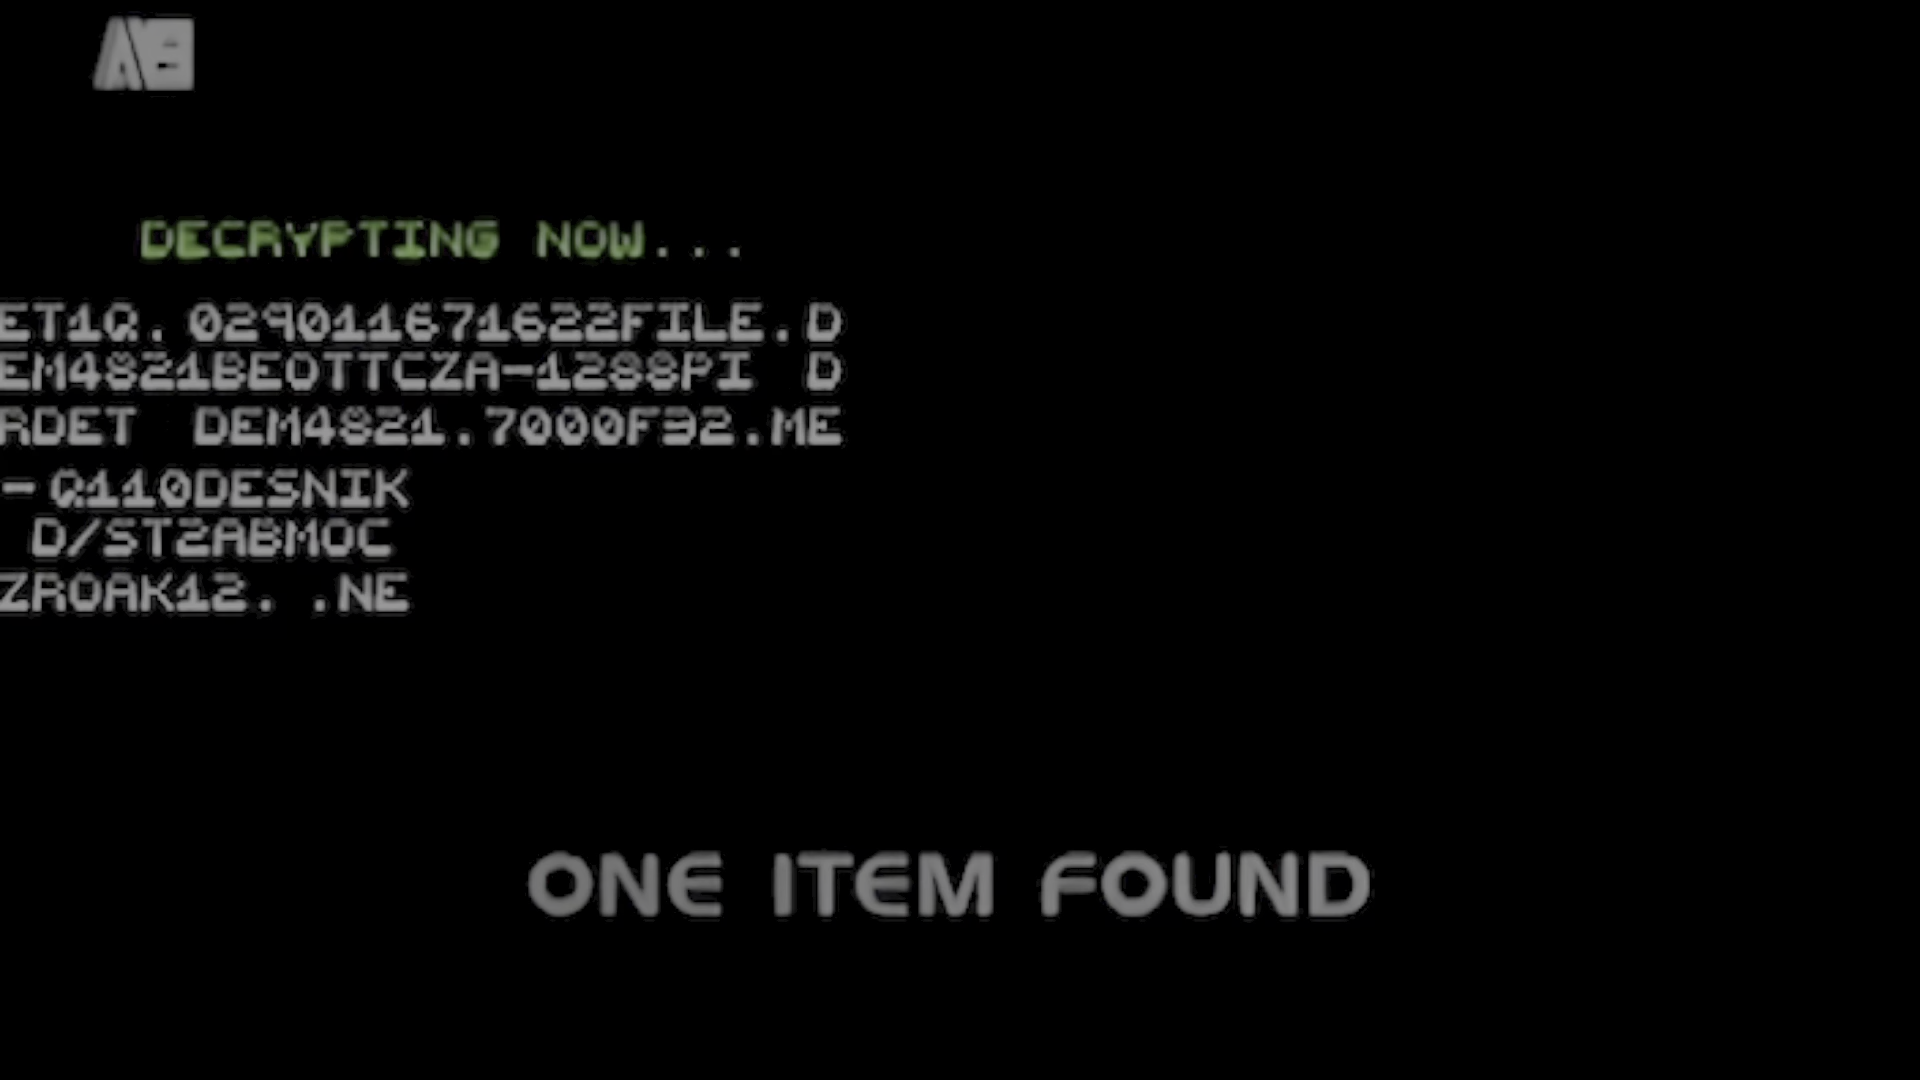 DECRYPTING NOW...
ET1Q.029011671622FILE.D
EM4821BEOTTCZA-1288PI D
RDET DEM4821.7000F32.ME
-Q110DESNIK
D/ST2ABMOC
ZROAK12. .NE
ONE ITEM FOUND